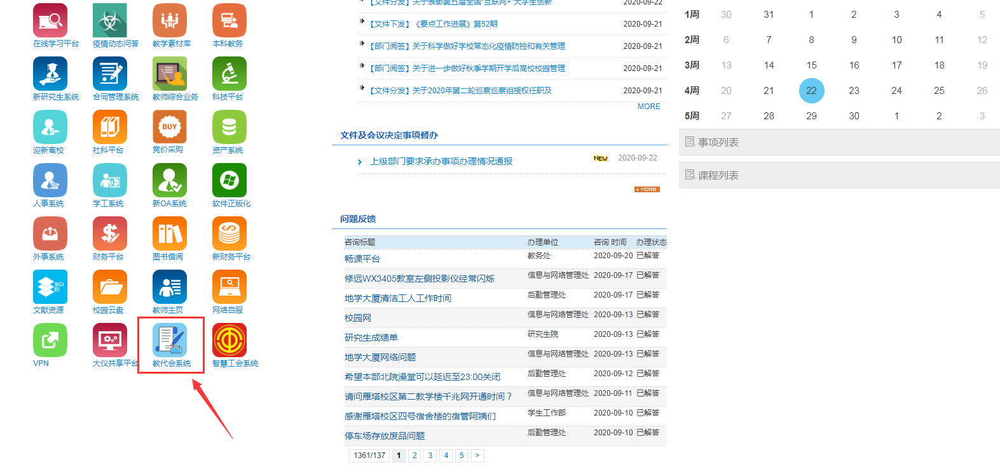 在线学习平台
疫情动态问答
教学素材库
本科教务
新研究生系统
合同管理系统
教师综合业务
科技平台
迎新离校
社科平台
BUY
竞价采购
资产系统
人事系统
学工系统
新OA系统
软件正版化
外事系统
财务平台
图书借阅
新财务平台
SCI
EI
文献资源
校园云盘
教师主页
网络自服
VPN
大仪共享平台
教代会系统
智慧工会系统
【文件分发】关于表彰第五届全国"互联网+"大学生创新 2020-09-22
【文件下发】《要点工作进展》第52期 2020-09-21
【部门阅签】关于科学做好学校常态化疫情防控和有关管理 2020-09-21
【部门阅签】关于进一步做好秋季学期开学后高校校园管理 2020-09-21
【文件分发】关于2020年第二轮巡察巡察组授权任职及 2020-09-21
MORE
文件及会议决定事项督办
上级部门要求承办事项办理情况通报 NEW 2020-09-22
MORE
问题反馈
咨询标题 办理单位 咨询 时间 办理状态
畅课平台 教务处 2020-09-20 已解答
修远WX3405教室左侧投影仪经常闪烁 信息与网络管理处 2020-09-17 已解答
地学大厦清洁工人工作时间 后勤管理处 2020-09-17 已解答
校园网 信息与网络管理处 2020-09-13 已解答
研究生成绩单 研究生院 2020-09-13 已解答
地学大厦网络问题 信息与网络管理处 2020-09-13 已解答
希望本部北院澡堂可以延迟至23:00关闭 后勤管理处 2020-09-12 已解答
请问雁塔校区第二教学楼千兆网开通时间？ 信息与网络管理处 2020-09-11 已解答
感谢雁塔校区四号宿舍楼的宿管阿姨们 学生工作部 2020-09-10 已解答
停车场存放废品问题 后勤管理处 2020-09-10 已解答
1361/137 1 2 3 4 5 >
1周 30 31 1 2 3 4 5
2周 6 7 8 9 10 11 12
3周 13 14 15 16 17 18 19
4周 20 21 22 23 24 25 26
5周 27 28 29 30 1 2 3
事项列表
课程列表